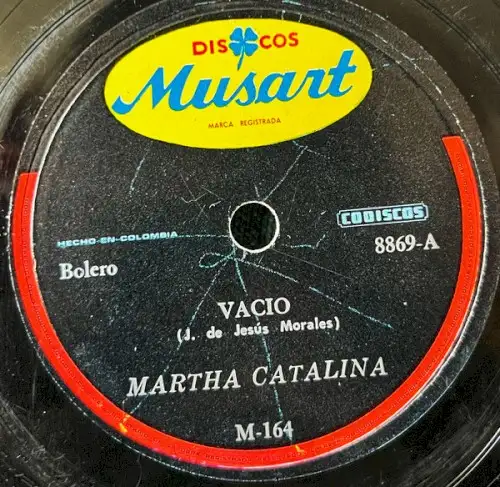 DISCOS
Musart
MARCA REGISTRADA
HECHO-EN-COLOMBIA
CODISCOS
Bolero
8869-A
VACIO
(J. de Jesús Morales)
MARTHA CATALINA
M-164